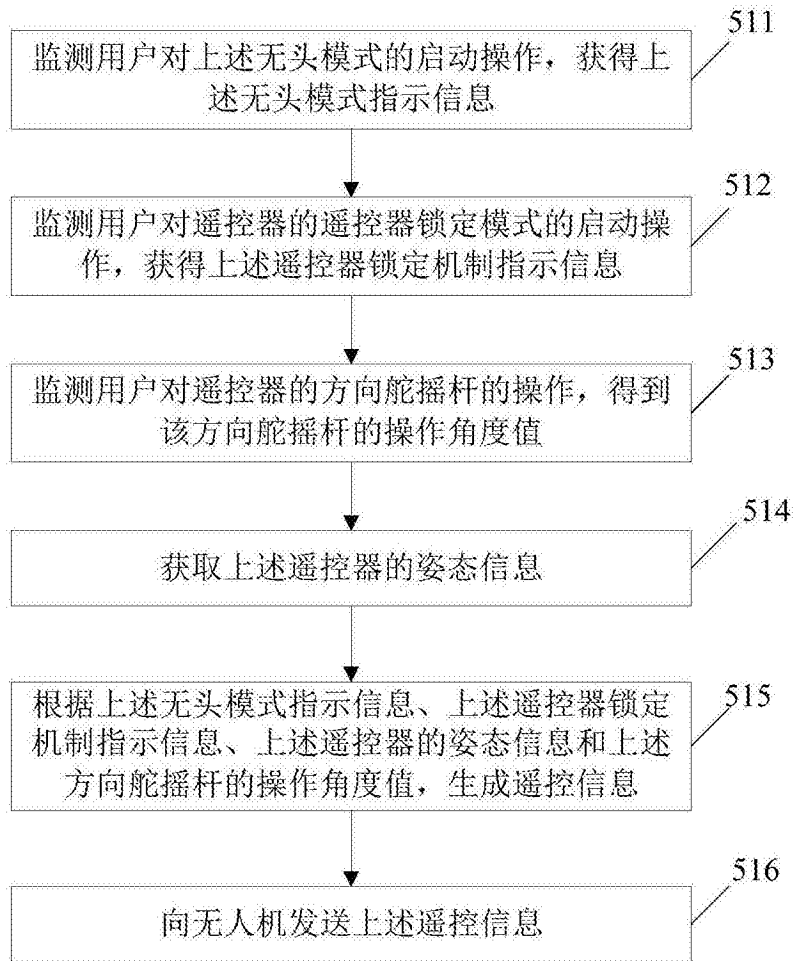 511
监测用户对上述无头模式的启动操作，获得上
述无头模式指示信息
512
监测用户对遥控器的遥控器锁定模式的启动操
作，获得上述遥控器锁定机制指示信息
513
监测用户对遥控器的方向舵摇杆的操作，得到
该方向舵摇杆的操作角度值
514
获取上述遥控器的姿态信息
515
根据上述无头模式指示信息、上述遥控器锁定
机制指示信息、上述遥控器的姿态信息和上述
方向舵摇杆的操作角度值，生成遥控信息
516
向无人机发送上述遥控信息